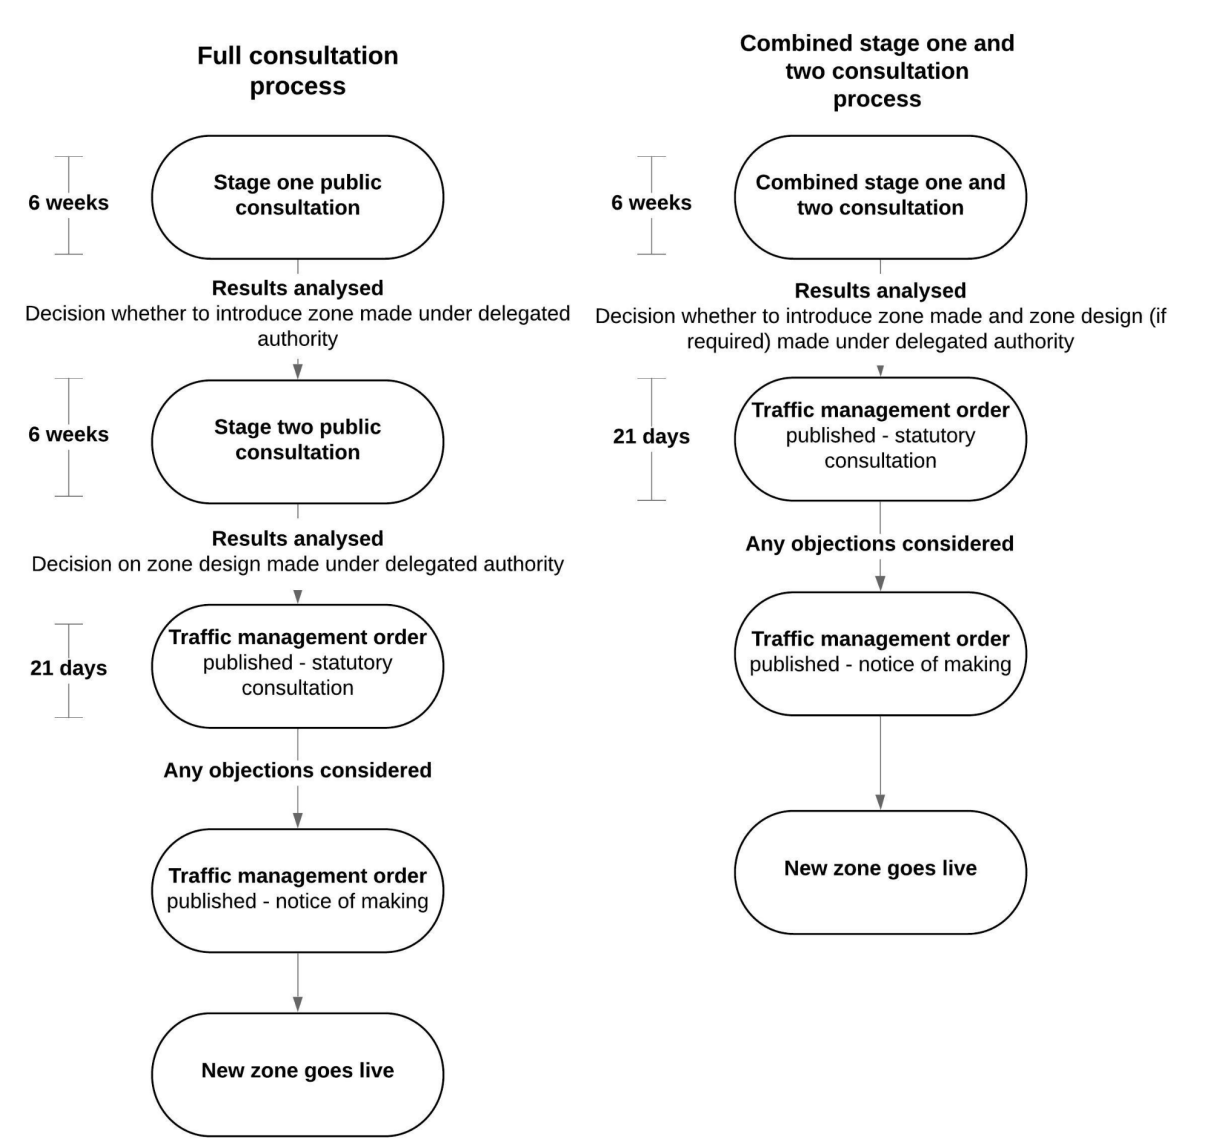 Full consultation
process
6 weeks
Stage one public
consultation
Results analysed
Decision whether to introduce zone made under delegated
authority
6 weeks
Stage two public
consultation
Results analysed
Decision on zone design made under delegated authority
21 days
Traffic management order
published - statutory
consultation
Any objections considered
Traffic management order
published - notice of making
New zone goes live
Combined stage one and
two consultation
process
6 weeks
Combined stage one and
two consultation
Results analysed
Decision whether to introduce zone made and zone design (if
required) made under delegated authority
21 days
Traffic management order
published - statutory
consultation
Any objections considered
Traffic management order
published - notice of making
New zone goes live